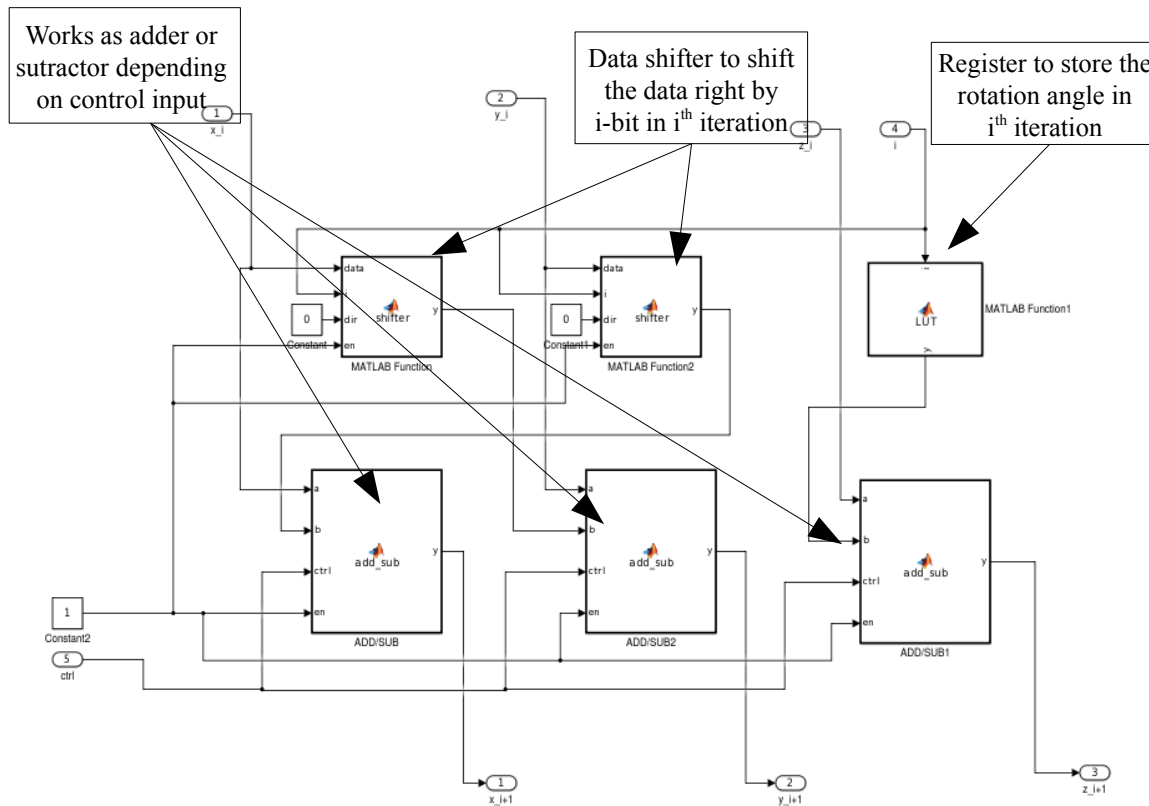 Works as adder or
sutractor depending
on control input
Data shifter to shift
the data right by
i-bit in ith iteration
Register to store the
rotation angle in
ith iteration
1
x_i
2
y_i
3
z_i
4
i
data
i
dir
en
shifter
y
MATLAB Function
0
Constant
data
i
dir
en
shifter
y
MATLAB Function2
0
Constant1
i
LUT
y
MATLAB Function1
a
b
ctrl
en
add_sub
y
ADD/SUB
a
b
ctrl
en
add_sub
y
ADD/SUB2
a
b
ctrl
en
add_sub
y
ADD/SUB1
1
Constant2
5
ctrl
1
x_i+1
2
y_i+1
3
z_i+1